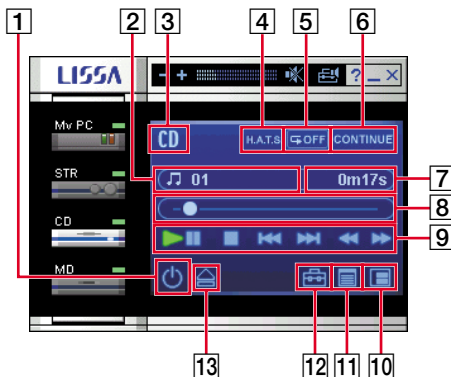 1 2 3 4 5 6
LISSA - + ? _ X
My PC
CD H.A.T.S OFF CONTINUE
STR
01 0m17s 7
8
CD
9
MD
13 12 11 10